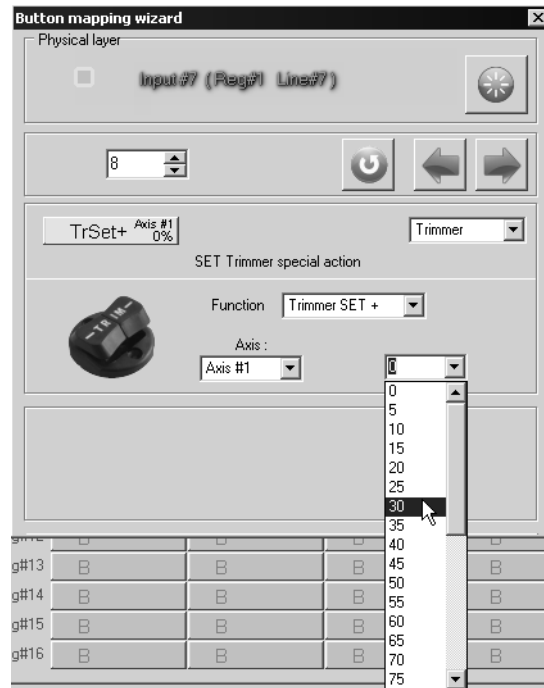 Button mapping wizard
Physical layer
Input #7 ( Reg#1 Line#7 )
8
TrSet+ Axis #1 0%
Trimmer
SET Trimmer special action
TRIM
Function Trimmer SET +
Axis :
Axis #1
0
0
5
10
15
20
25
30
35
40
45
50
55
60
65
70
75
B B B B
g#13 B B B B
g#14 B B B B
g#15 B B B B
g#16 B B B B